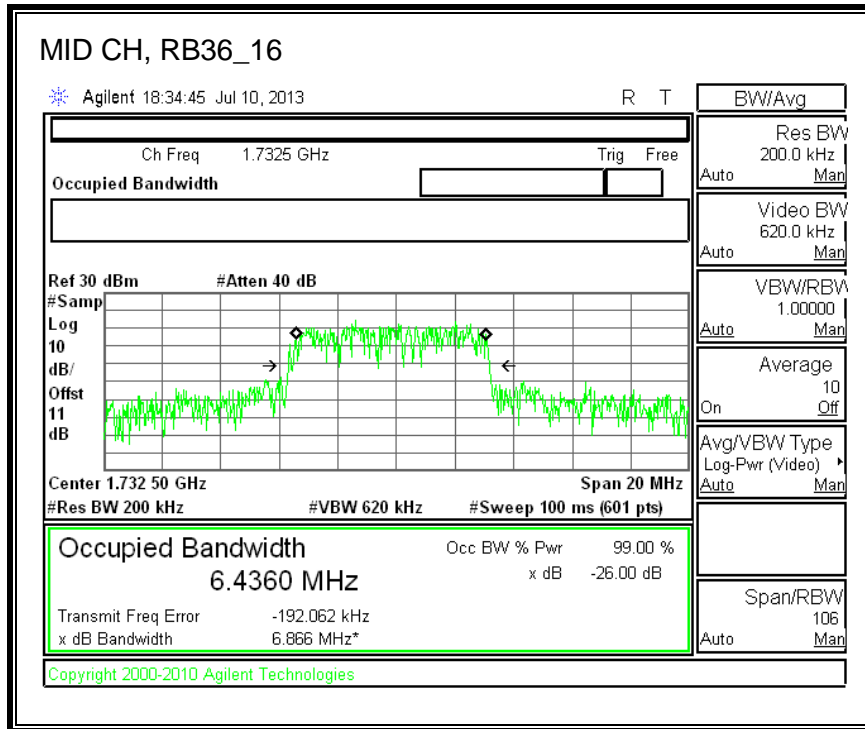 MID CH, RB36_16
Agilent 18:34:45 Jul 10, 2013 R T
Ch Freq 1.7325 GHz Trig Free
Occupied Bandwidth
Ref 30 dBm #Atten 40 dB
#Samp
Log
10
dB/
Offst
11
dB
Center 1.732 50 GHz Span 20 MHz
#Res BW 200 kHz #VBW 620 kHz #Sweep 100 ms (601 pts)
Occupied Bandwidth
6.4360 MHz
Occ BW % Pwr 99.00 %
x dB -26.00 dB
Transmit Freq Error -192.062 kHz
x dB Bandwidth 6.866 MHz*
Copyright 2000-2010 Agilent Technologies
BW/Avg
Res BW
200.0 kHz
Auto Man
Video BW
620.0 kHz
Auto Man
VBW/RBW
1.00000
Auto Man
Average
10
On Off
Avg/VBW Type
Log-Pwr (Video)
Auto Man
Span/RBW
106
Auto Man